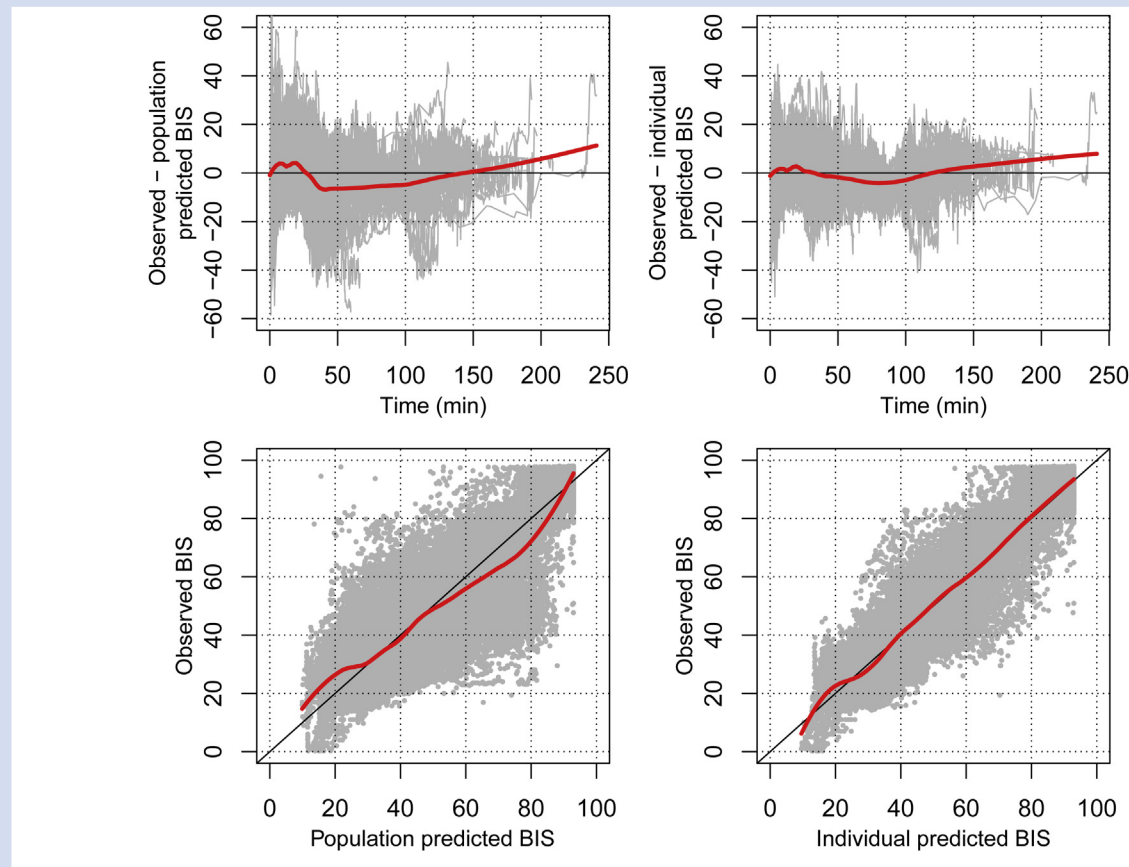 Observed − population
predicted BIS
60
40
20
0
−20
−40
−60
0 50 100 150 200 250
Time (min)
Observed − individual
predicted BIS
60
40
20
0
−20
−40
−60
0 50 100 150 200 250
Time (min)
Observed BIS
100
80
60
40
20
0
0 20 40 60 80 100
Population predicted BIS
Observed BIS
100
80
60
40
20
0
0 20 40 60 80 100
Individual predicted BIS